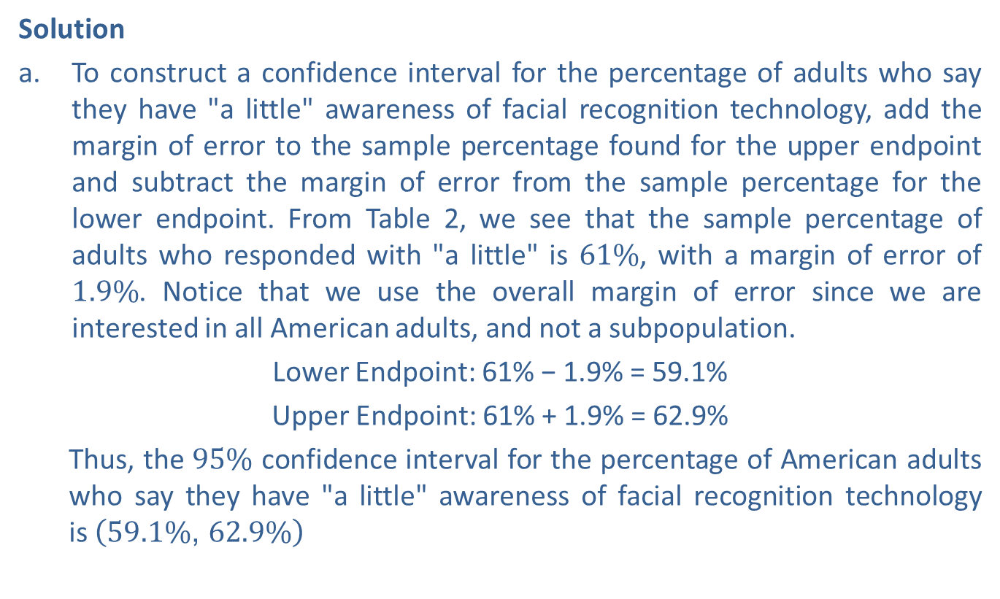 Solution
a. To construct a confidence interval for the percentage of adults who say
they have "a little" awareness of facial recognition technology, add the
margin of error to the sample percentage found for the upper endpoint
and subtract the margin of error from the sample percentage for the
lower endpoint. From Table 2, we see that the sample percentage of
adults who responded with "a little" is 61%, with a margin of error of
1.9%. Notice that we use the overall margin of error since we are
interested in all American adults, and not a subpopulation.
Lower Endpoint: 61% − 1.9% = 59.1%
Upper Endpoint: 61% + 1.9% = 62.9%
Thus, the 95% confidence interval for the percentage of American adults
who say they have "a little" awareness of facial recognition technology
is (59.1%, 62.9%)